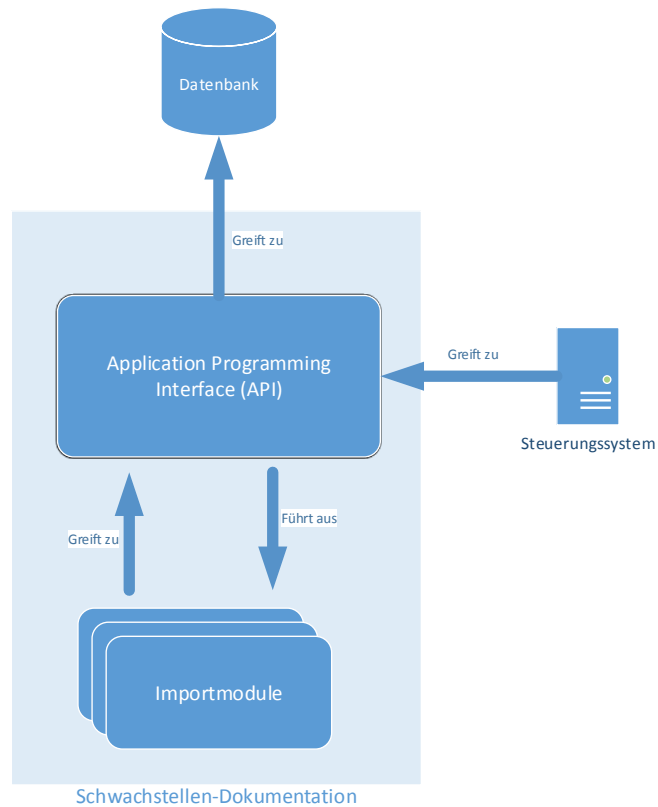 Datenbank
Greift zu
Application Programming
Interface (API)
Greift zu
Steuerungssystem
Greift zu
Führt aus
Importmodule
Schwachstellen-Dokumentation